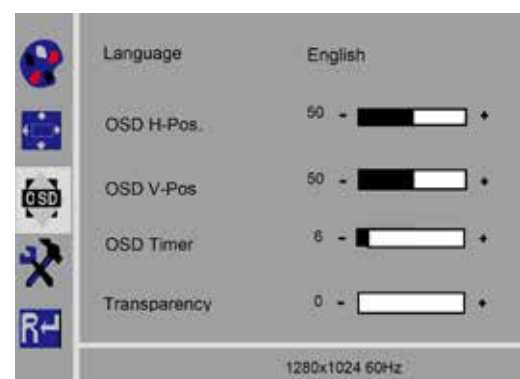 Language English
OSD H-Pos. 50 - +
OSD V-Pos 50 - +
OSD
OSD Timer 6 - +
Transparency 0 - +
R
1280x1024 60Hz